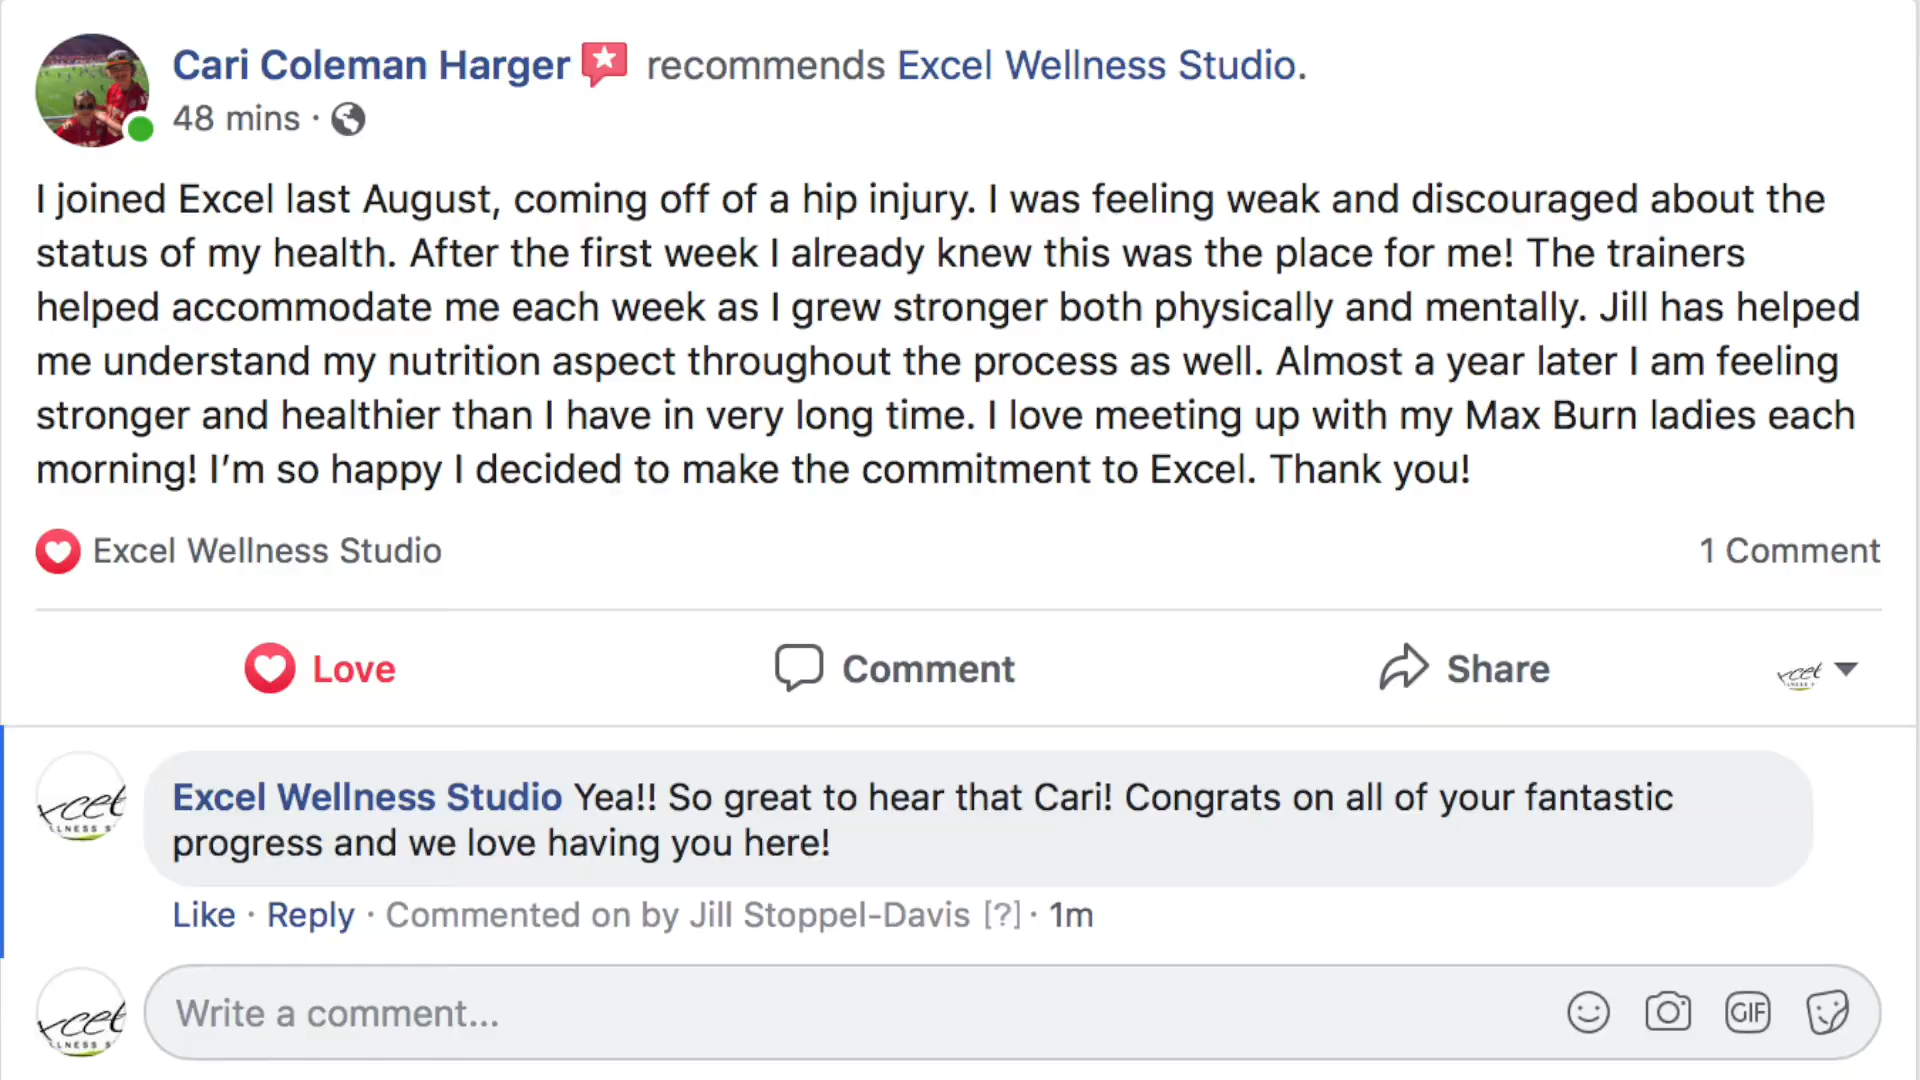 Cari Coleman Harger recommends Excel Wellness Studio.
48 mins ·
I joined Excel last August, coming off of a hip injury. I was feeling weak and discouraged about the
status of my health. After the first week I already knew this was the place for me! The trainers
helped accommodate me each week as I grew stronger both physically and mentally. Jill has helped
me understand my nutrition aspect throughout the process as well. Almost a year later I am feeling
stronger and healthier than I have in very long time. I love meeting up with my Max Burn ladies each
morning! I’m so happy I decided to make the commitment to Excel. Thank you!
Excel Wellness Studio 1 Comment
Love Comment Share
Excel Wellness Studio Yea!! So great to hear that Cari! Congrats on all of your fantastic
progress and we love having you here!
Like · Reply · Commented on by Jill Stoppel-Davis [?] · 1m
Write a comment...
GIF